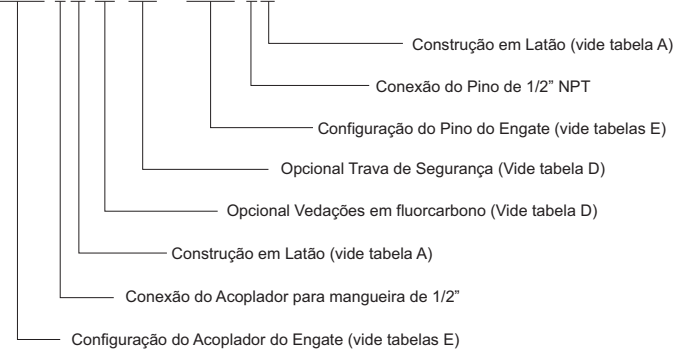 Construção em Latão (vide tabela A)
Conexão do Pino de 1/2” NPT
Configuração do Pino do Engate (vide tabelas E)
Opcional Trava de Segurança (Vide tabela D)
Opcional Vedações em fluorcarbono (Vide tabela D)
Construção em Latão (vide tabela A)
Conexão do Acoplador para mangueira de 1/2”
Configuração do Acoplador do Engate (vide tabelas E)